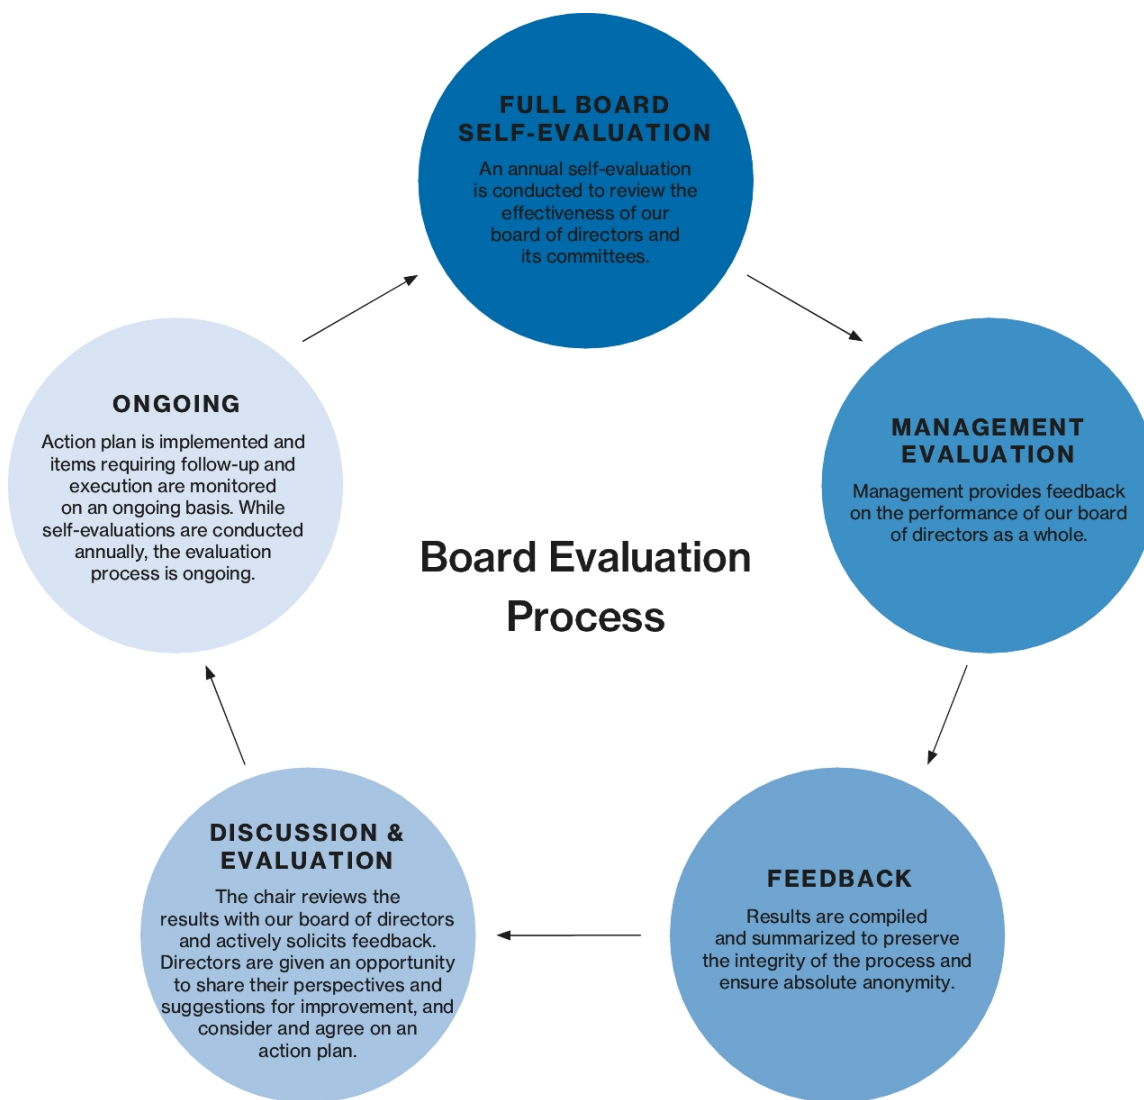 FULL BOARD
SELF-EVALUATION
An annual self-evaluation
is conducted to review the
effectiveness of our
board of directors and
its committees.
MANAGEMENT
EVALUATION
Management provides feedback
on the performance of our board
of directors as a whole.
FEEDBACK
Results are compiled
and summarized to preserve
the integrity of the process and
ensure absolute anonymity.
DISCUSSION &
EVALUATION
The chair reviews the
results with our board of directors
and actively solicits feedback.
Directors are given an opportunity
to share their perspectives and
suggestions for improvement, and
consider and agree on an
action plan.
ONGOING
Action plan is implemented and
items requiring follow-up and
execution are monitored
on an ongoing basis. While
self-evaluations are conducted
annually, the evaluation
process is ongoing.
Board Evaluation
Process